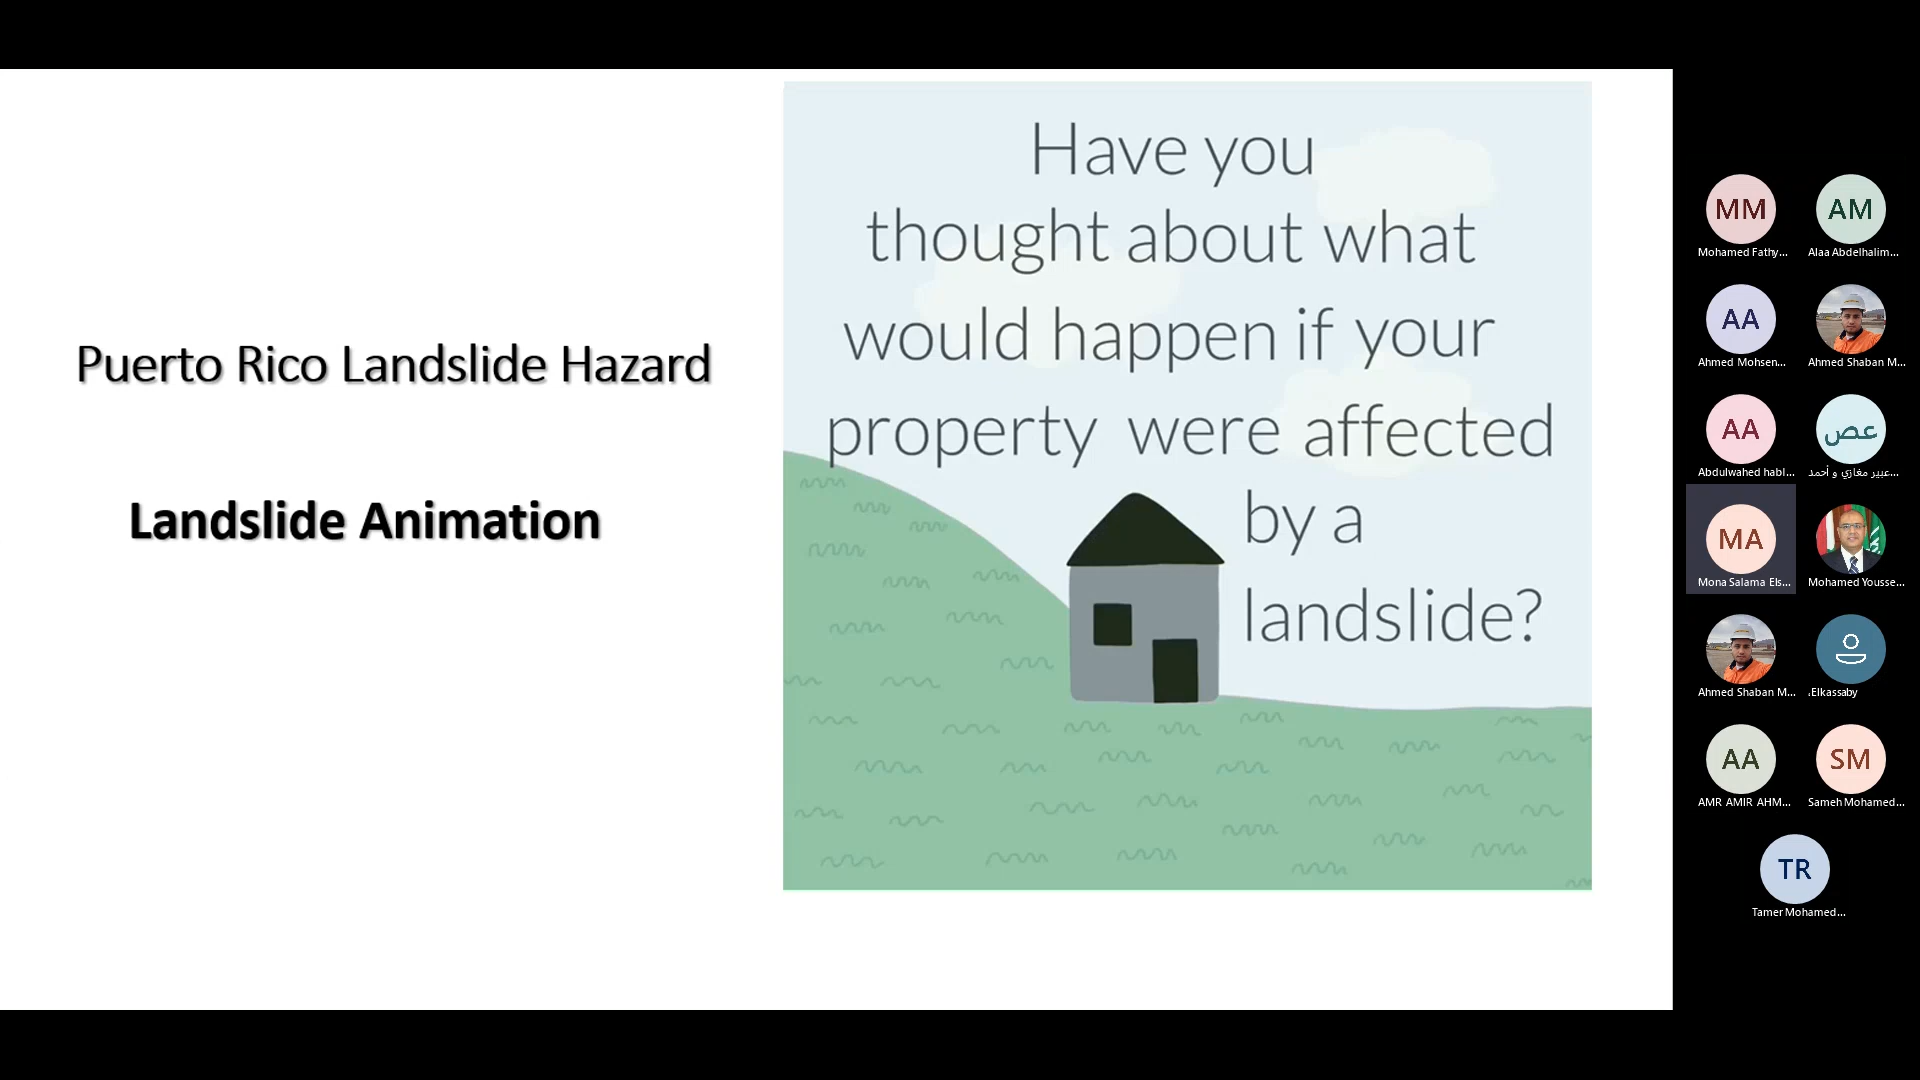 Puerto Rico Landslide Hazard
Landslide Animation
Have you
thought about what
would happen if your
property were affected
by a
landslide?
MM
Mohamed Fathy...
AM
Alaa Abdelhalim...
AA
Ahmed Mohsen...
Ahmed Shaban M...
AA
Abdulwahed habl...
عص
عبير مغازي و أحمد...
MA
Mona Salama Els...
Mohamed Yousse...
Ahmed Shaban M...
.Elkassaby
AA
AMR AMIR AHM...
SM
Sameh Mohamed...
TR
Tamer Mohamed...